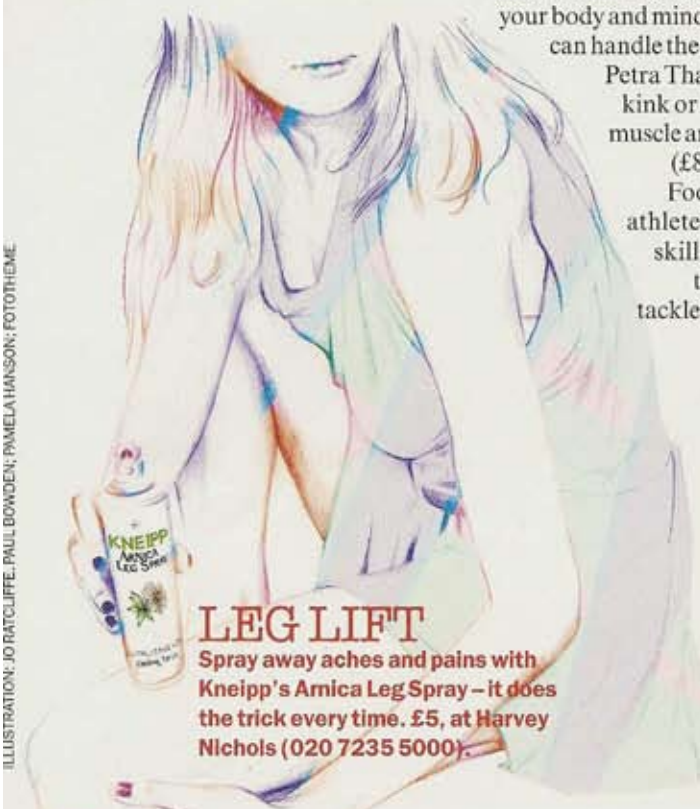 your body and mind
can handle the
Petra Tha
kink or
muscle a
(£8
Foo
athlete
skill
t
tackle
ILLUSTRATION: JO RATCLIFFE. PAUL BOWDEN; PAMELA HANSON; FOTOTHEME
KNEIPP
ARNICA
LEG SPRAY
LEG LIFT
Spray away aches and pains with
Kneipp's Arnica Leg Spray – it does
the trick every time. £5, at Harvey
Nichols (020 7235 5000).